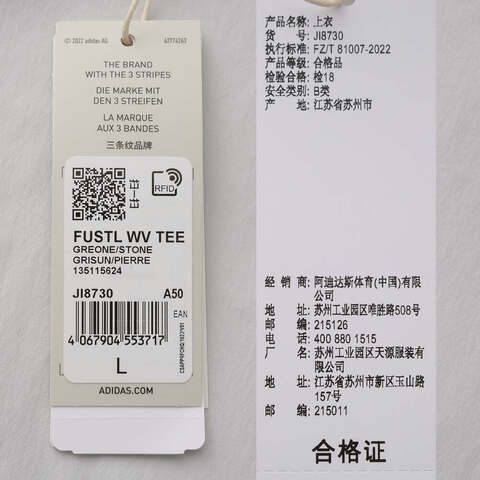 © 2022 adidas AG 67774263
THE BRAND
WITH THE 3 STRIPES
DIE MARKE MIT
DEN 3 STREIFEN
LA MARQUE
AUX 3 BANDES
三条纹品牌
RFID
FUSTL WV TEE
GREONE/STONE
GRISUN/PIERRE
135115624
JI8730 A50
EAN
4 067904 553717
L
ADIDAS.COM
产品名称: 上衣
货 号: JI8730
执行标准: FZ/T 81007-2022
产品等级: 合格品
检验合格: 检18
安全类别: B类
产 地: 江苏省苏州市
经 销 商: 阿迪达斯体育(中国)有限
公司
地 址: 苏州工业园区唯胜路508号
邮 编: 215126
电 话: 400 880 1515
厂 名: 苏州工业园区天源服装有
限公司
地 址: 江苏省苏州市新区玉山路
157号
邮 编: 215011
合格证